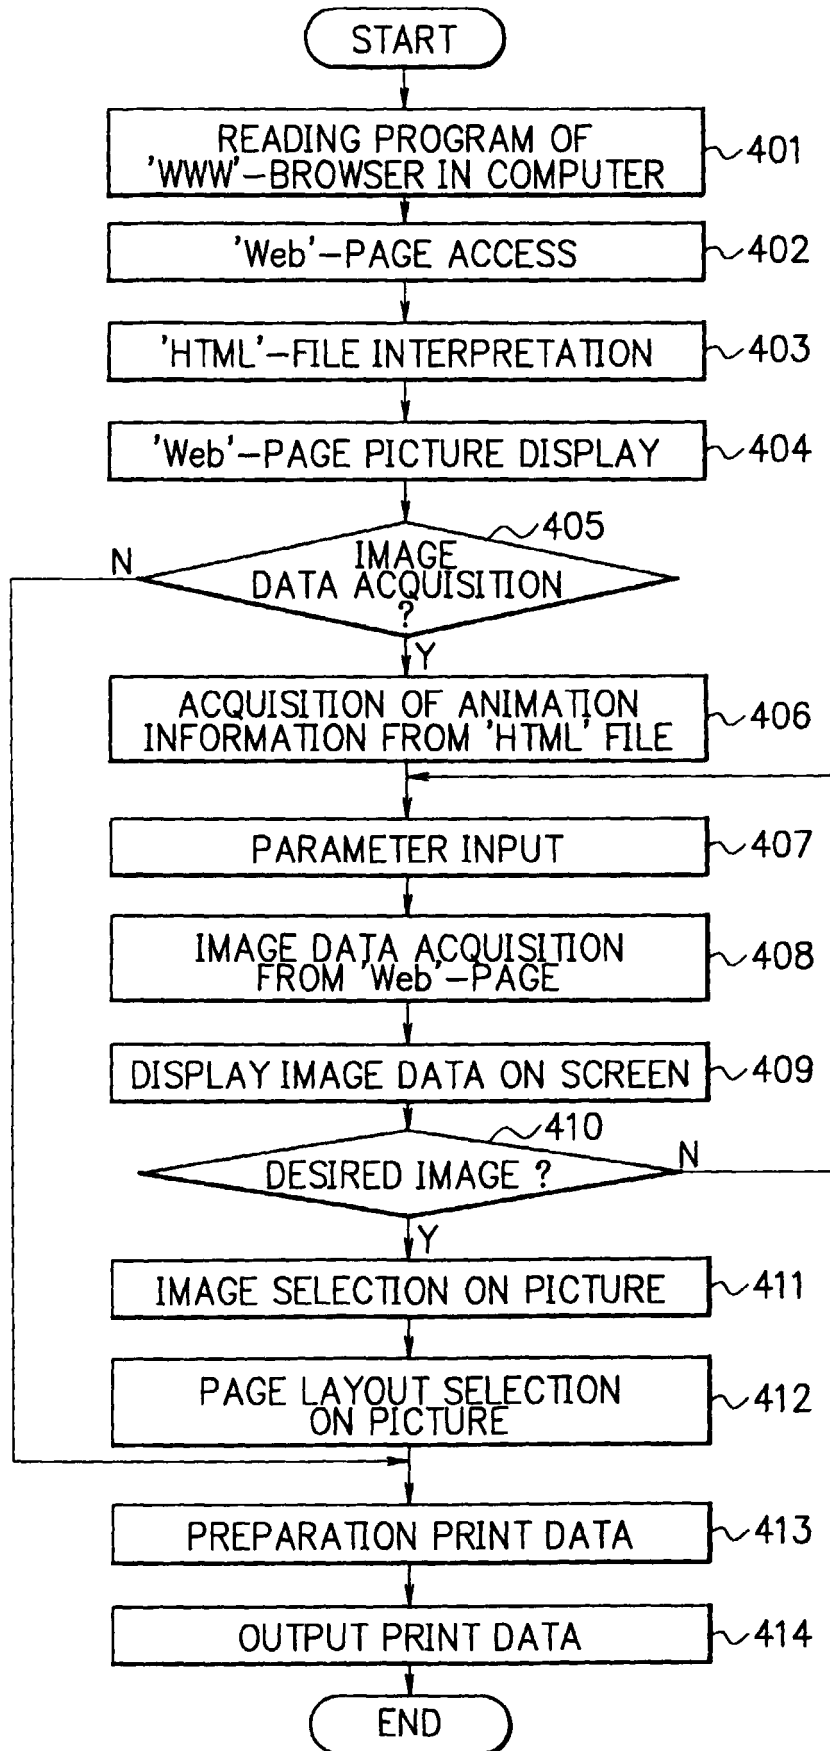 START
READING PROGRAM OF
'WWW'-BROWSER IN COMPUTER
401
'Web'-PAGE ACCESS
402
'HTML'-FILE INTERPRETATION
403
'Web'-PAGE PICTURE DISPLAY
404
405
N
IMAGE
DATA ACQUISITION
?
Y
ACQUISITION OF ANIMATION
INFORMATION FROM 'HTML' FILE
406
PARAMETER INPUT
407
IMAGE DATA ACQUISITION
FROM 'Web'-PAGE
408
DISPLAY IMAGE DATA ON SCREEN
409
410
DESIRED IMAGE ?
N
Y
IMAGE SELECTION ON PICTURE
411
PAGE LAYOUT SELECTION
ON PICTURE
412
PREPARATION PRINT DATA
413
OUTPUT PRINT DATA
414
END